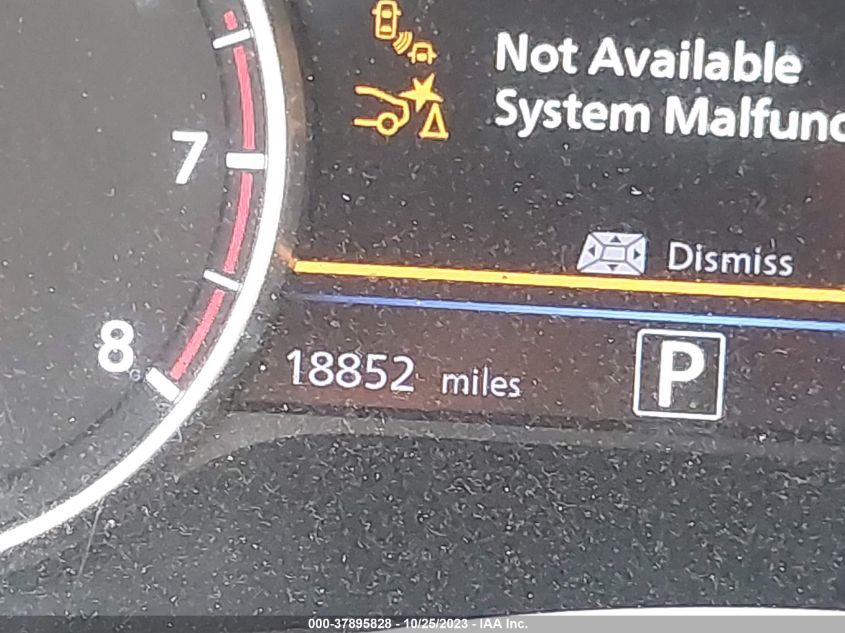 Not Available
System Malfunc
7
Dismiss
8
18852 miles
P
000-37895828 - 10/25/2023 - IAA Inc.